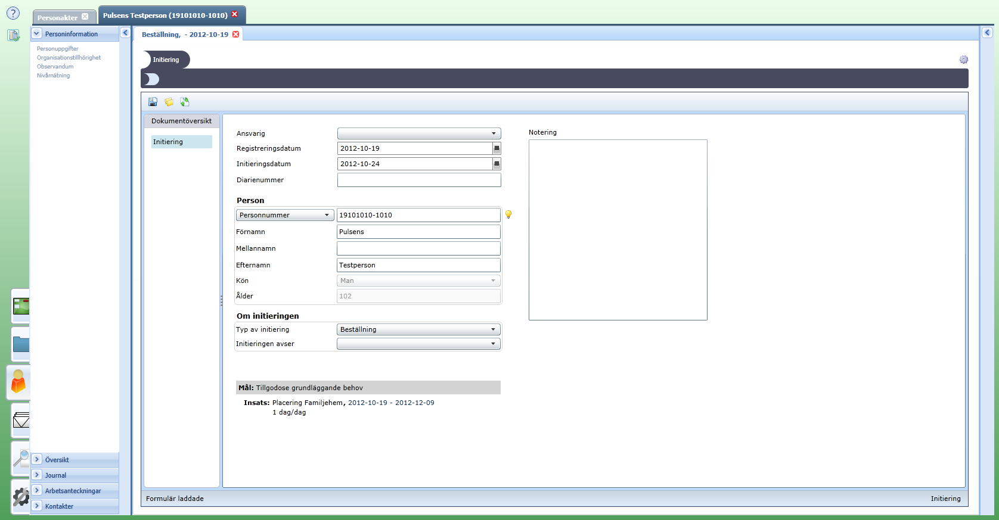 ?
Personakter
Pulsens Testperson (19101010-1010)
Personinformation
Personuppgifter
Organisationstillhörighet
Observandum
Nivåmätning
Översikt
Journal
Arbetsanteckningar
Kontakter
Beställning, - 2012-10-19
Initiering
Dokumentöversikt
Initiering
Ansvarig
Registreringsdatum 2012-10-19
Initieringsdatum 2012-10-24
Diarienummer
Person
Personnummer 19101010-1010
Förnamn Pulsens
Mellannamn
Efternamn Testperson
Kön Man
Ålder 102
Om initieringen
Typ av initiering Beställning
Initieringen avser
Mål: Tillgodose grundläggande behov
Insats: Placering Familjehem, 2012-10-19 - 2012-12-09
1 dag/dag
Notering
Formulär laddade
Initiering